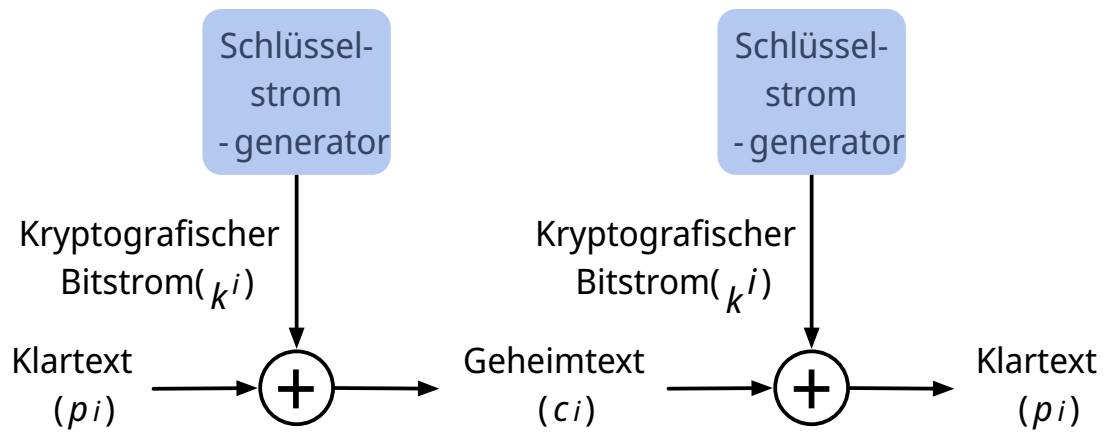 Schlüssel-
strom
-generator
Schlüssel-
strom
-generator
Kryptografischer
Bitstrom(k i)
Kryptografischer
Bitstrom(k i)
Klartext
(p i)
+
Geheimtext
(c i)
+
Klartext
(p i)